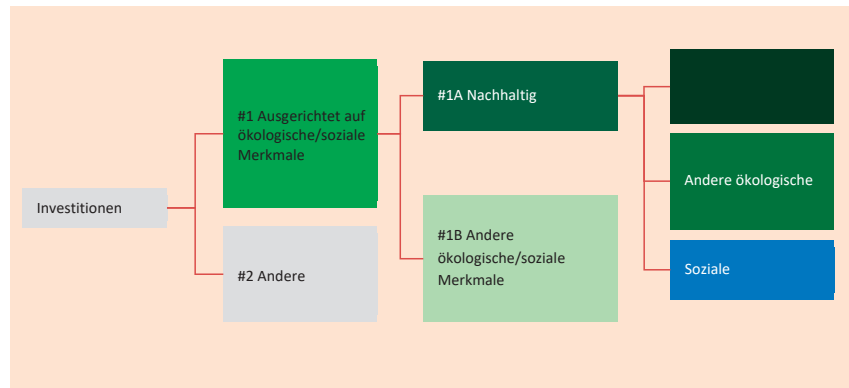 Investitionen
#1 Ausgerichtet auf
ökologische/soziale
Merkmale
#2 Andere
#1A Nachhaltig
#1B Andere
ökologische/soziale
Merkmale
Andere ökologische
Soziale